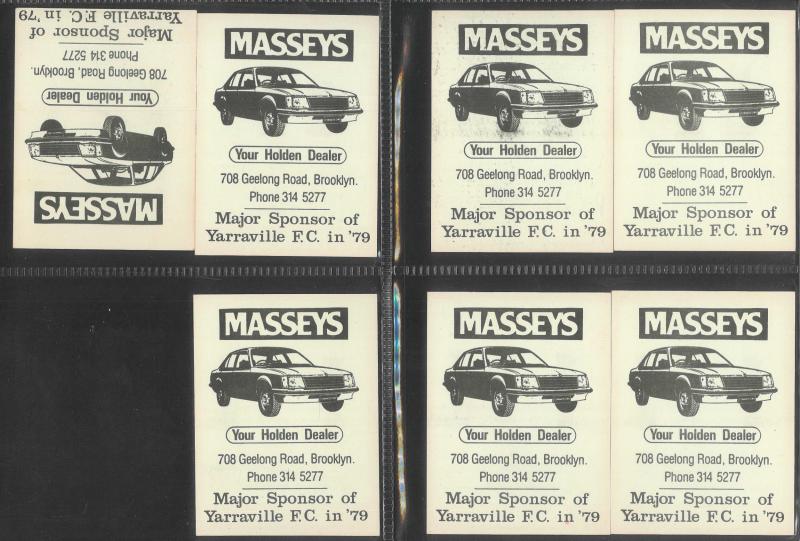 Yarraville F.C. in '79
Major Sponsor of
Phone 314 5277
708 Geelong Road, Brooklyn.
Your Holden Dealer
MASSEYS
MASSEYS
Your Holden Dealer
708 Geelong Road, Brooklyn.
Phone 314 5277
Major Sponsor of
Yarraville F.C. in '79
MASSEYS
Your Holden Dealer
708 Geelong Road, Brooklyn.
Phone 314 5277
Major Sponsor of
Yarraville F.C. in '79
MASSEYS
Your Holden Dealer
708 Geelong Road, Brooklyn.
Phone 314 5277
Major Sponsor of
Yarraville F.C. in '79
MASSEYS
Your Holden Dealer
708 Geelong Road, Brooklyn.
Phone 314 5277
Major Sponsor of
Yarraville F.C. in '79
MASSEYS
Your Holden Dealer
708 Geelong Road, Brooklyn.
Phone 314 5277
Major Sponsor of
Yarraville F.C. in '79
MASSEYS
Your Holden Dealer
708 Geelong Road, Brooklyn.
Phone 314 5277
Major Sponsor of
Yarraville F.C. in '79